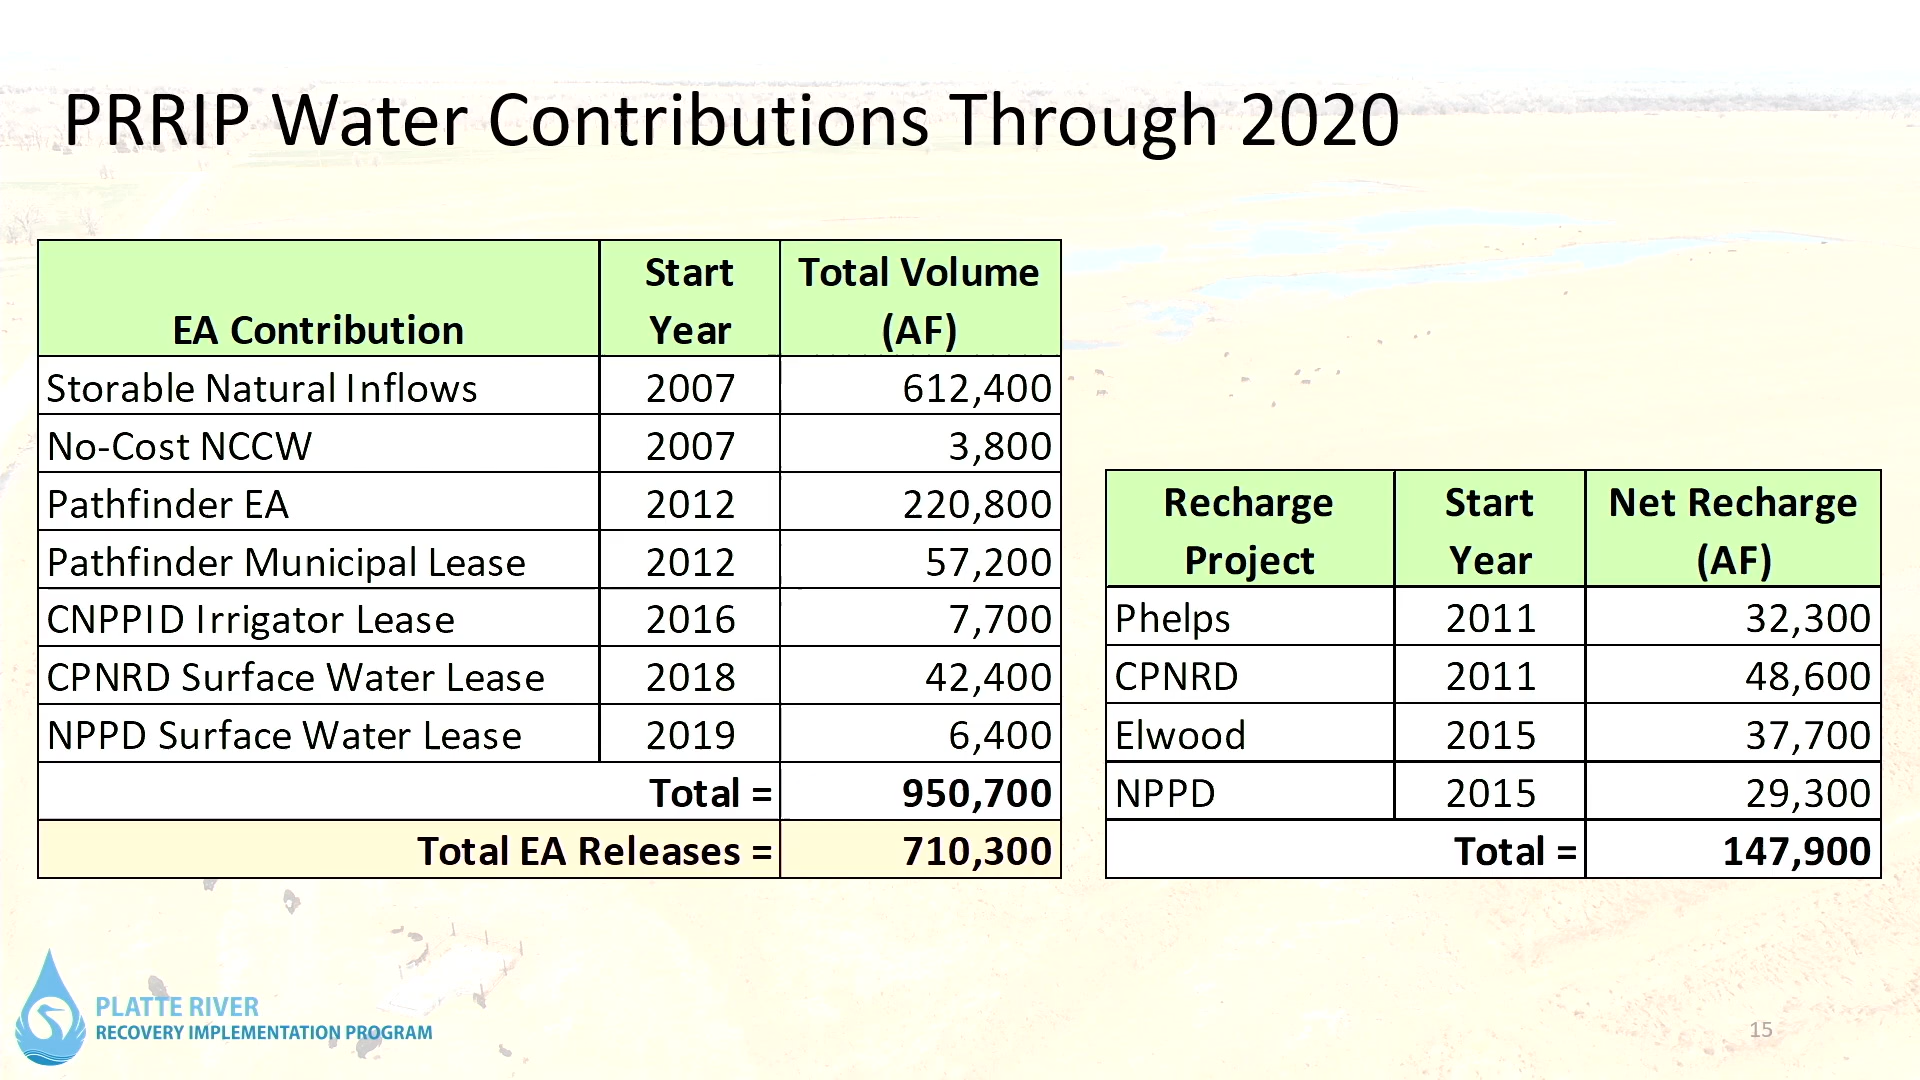 PRRIP Water Contributions Through 2020
EA Contribution Start Year Total Volume (AF)
Storable Natural Inflows 2007 612,400
No-Cost NCCW 2007 3,800
Pathfinder EA 2012 220,800
Pathfinder Municipal Lease 2012 57,200
CNPPID Irrigator Lease 2016 7,700
CPNRD Surface Water Lease 2018 42,400
NPPD Surface Water Lease 2019 6,400
Total = 950,700
Total EA Releases = 710,300
Recharge Project Start Year Net Recharge (AF)
Phelps 2011 32,300
CPNRD 2011 48,600
Elwood 2015 37,700
NPPD 2015 29,300
Total = 147,900
PLATTE RIVER
RECOVERY IMPLEMENTATION PROGRAM
15